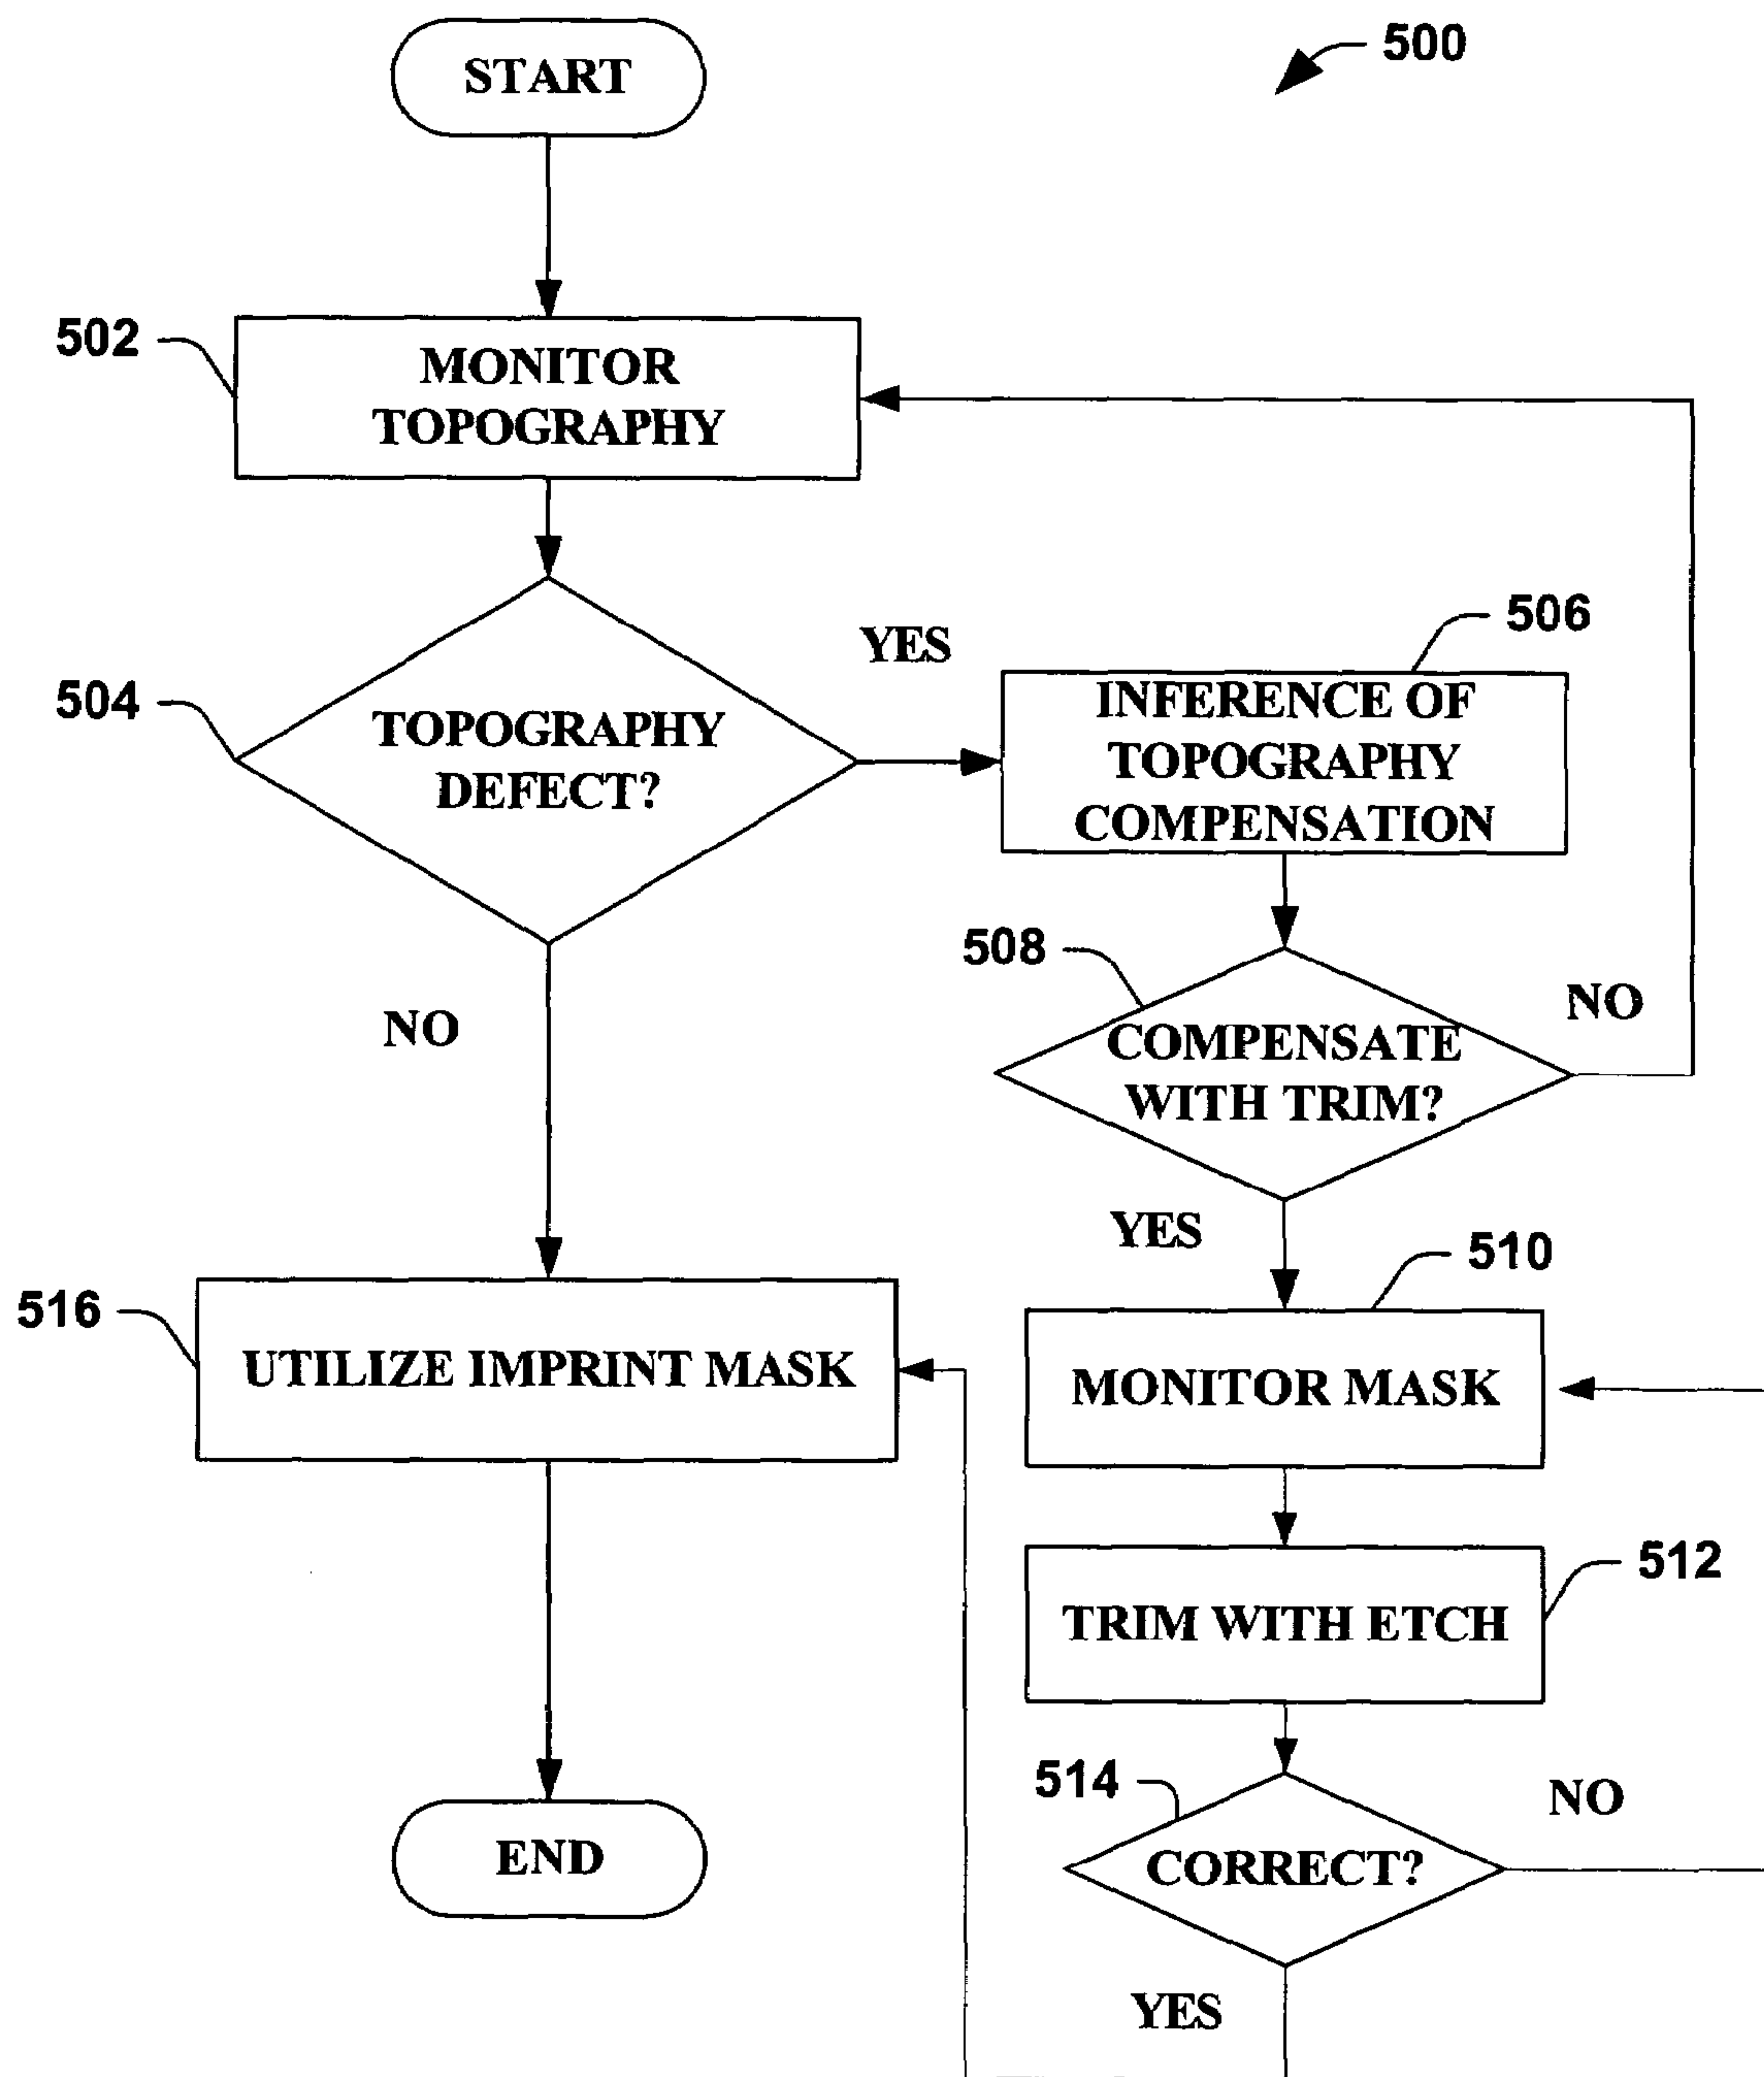 START
500
502
MONITOR
TOPOGRAPHY
504
TOPOGRAPHY
DEFECT?
YES
506
INFERENCE OF
TOPOGRAPHY
COMPENSATION
508
COMPENSATE
WITH TRIM?
NO
NO
YES
510
MONITOR MASK
516
UTILIZE IMPRINT MASK
512
TRIM WITH ETCH
514
CORRECT?
NO
YES
END